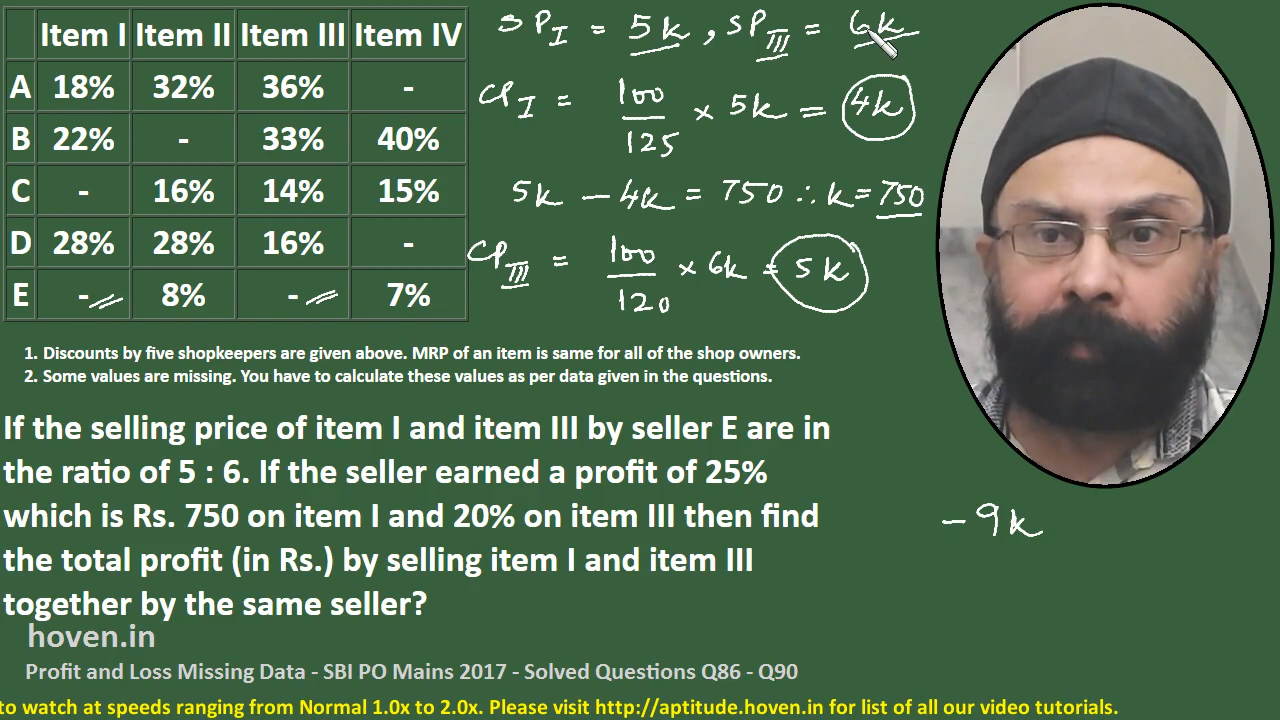 Item I Item II Item III Item IV
A 18% 32% 36% -
B 22% - 33% 40%
C - 16% 14% 15%
D 28% 28% 16% -
E - 8% - 7%
SP_I = 5k, SP_III = 6k
CP_I = 100/125 × 5k = 4k
5k - 4k = 750 ∴ k = 750
CP_III = 100/120 × 6k = 5k
- 9k
1. Discounts by five shopkeepers are given above. MRP of an item is same for all of the shop owners.
2. Some values are missing. You have to calculate these values as per data given in the questions.
If the selling price of item I and item III by seller E are in
the ratio of 5 : 6. If the seller earned a profit of 25%
which is Rs. 750 on item I and 20% on item III then find
the total profit (in Rs.) by selling item I and item III
together by the same seller?
hoven.in
Profit and Loss Missing Data - SBI PO Mains 2017 - Solved Questions Q86 - Q90
to watch at speeds ranging from Normal 1.0x to 2.0x. Please visit http://aptitude.hoven.in for list of all our video tutorials.